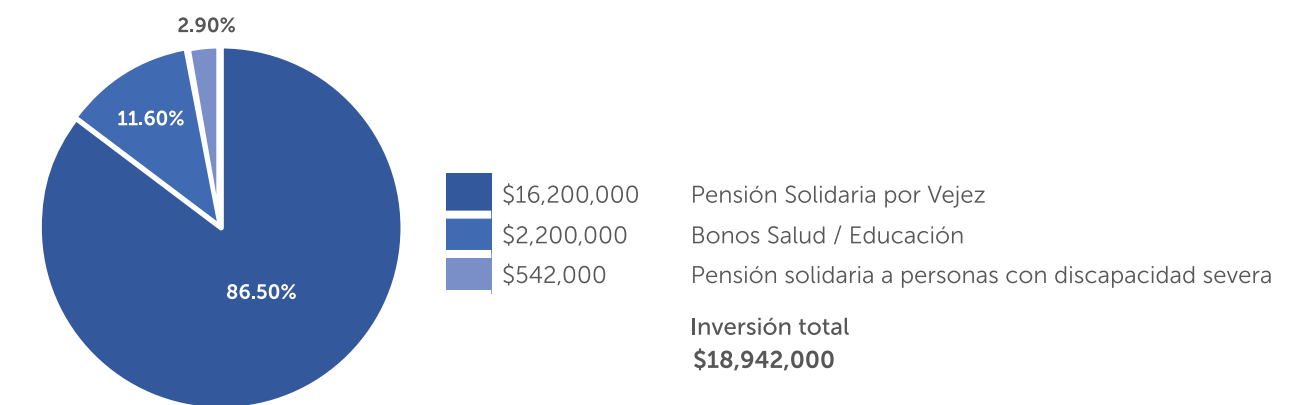 2.90%
11.60%
86.50%
$16,200,000 Pensión Solidaria por Vejez
$2,200,000 Bonos Salud / Educación
$542,000 Pensión solidaria a personas con discapacidad severa
Inversión total
$18,942,000